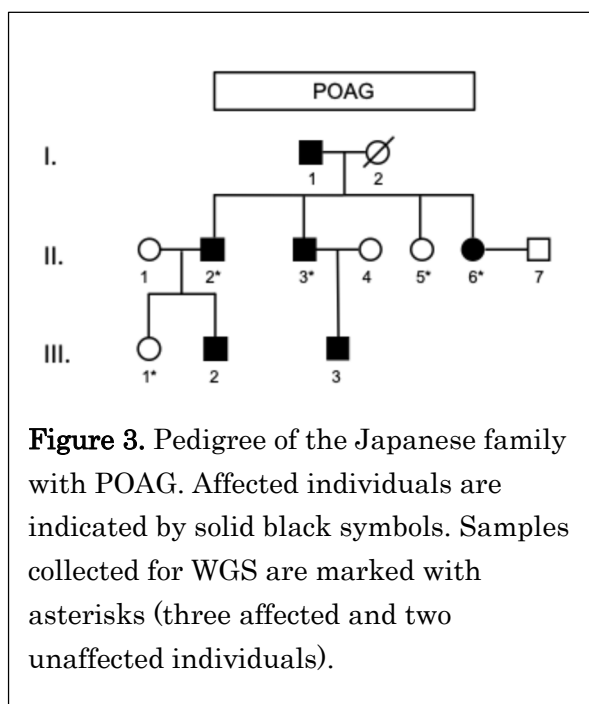 POAG
I.
1 2
II.
1 2* 3* 4 5* 6* 7
III.
1* 2 3
Figure 3. Pedigree of the Japanese family
with POAG. Affected individuals are
indicated by solid black symbols. Samples
collected for WGS are marked with
asterisks (three affected and two
unaffected individuals).